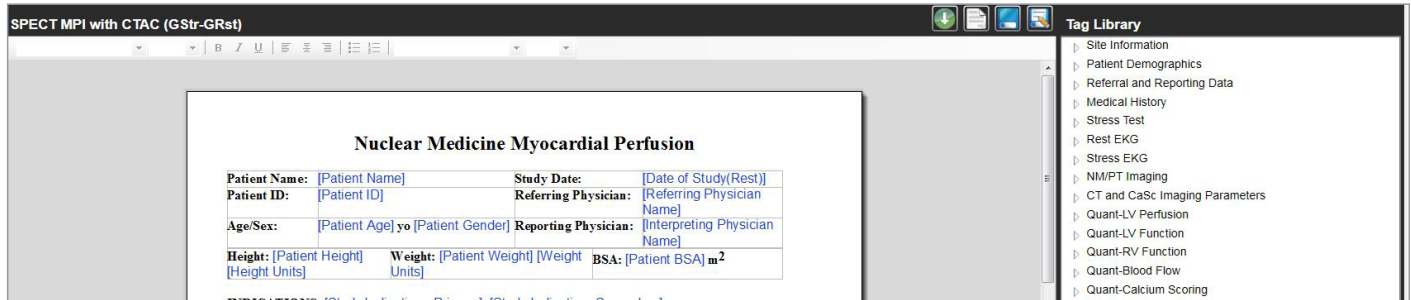 SPECT MPI with CTAC (GStr-GRst)
B I U
Nuclear Medicine Myocardial Perfusion
Patient Name: [Patient Name] Study Date: [Date of Study(Rest)]
Patient ID: [Patient ID] Referring Physician: [Referring Physician
Name]
Age/Sex: [Patient Age] yo [Patient Gender] Reporting Physician: [Interpreting Physician
Name]
Height: [Patient Height] Weight: [Patient Weight] [Weight BSA: [Patient BSA] m2
[Height Units] Units]
Tag Library
Site Information
Patient Demographics
Referral and Reporting Data
Medical History
Stress Test
Rest EKG
Stress EKG
NM/PT Imaging
CT and CaSc Imaging Parameters
Quant-LV Perfusion
Quant-LV Function
Quant-RV Function
Quant-Blood Flow
Quant-Calcium Scoring